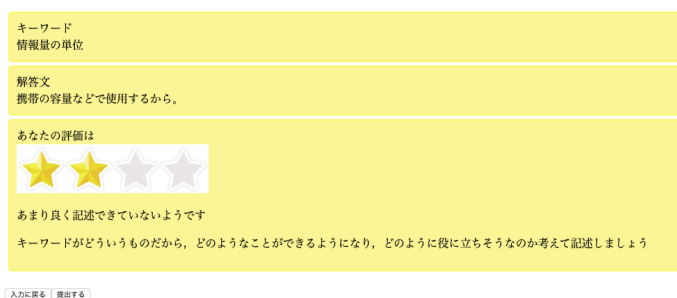 キーワード
情報量の単位
解答文
携帯の容量などで使用するから。
あなたの評価は
あまり良く記述できていないようです
キーワードがどういうものだから，どのようなことができるようになり，どのように役に立ちそうなのか考えて記述しましょう
入力に戻る 提出する